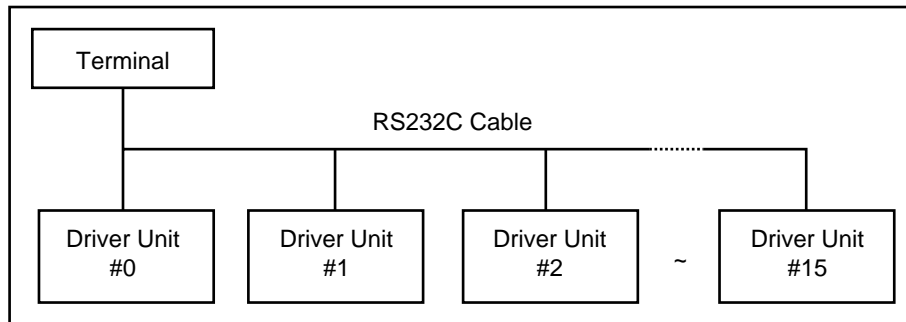 Terminal
RS232C Cable
Driver Unit
#0
Driver Unit
#1
Driver Unit
#2
~
Driver Unit
#15